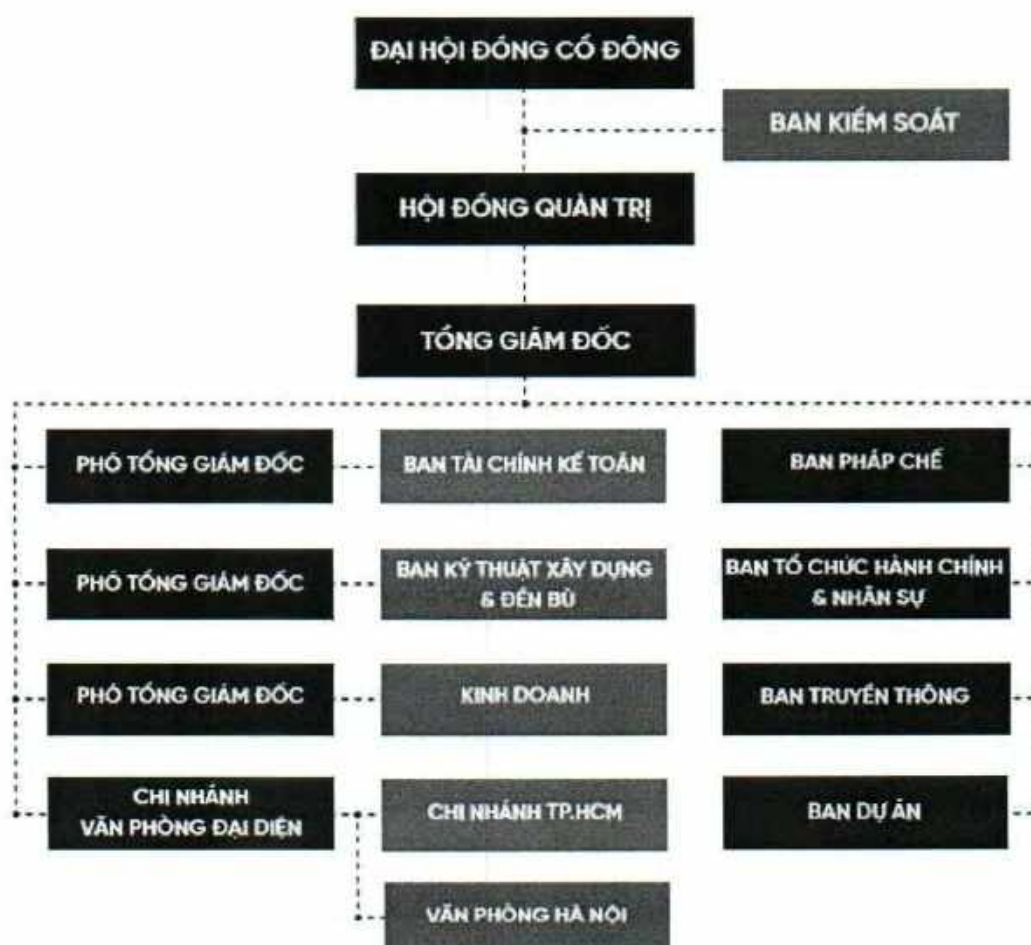 ĐẠI HỘI ĐỒNG CỔ ĐÔNG
BAN KIỂM SOÁT
HỘI ĐỒNG QUẢN TRỊ
TỔNG GIÁM ĐỐC
PHÓ TỔNG GIÁM ĐỐC
BAN TÀI CHÍNH KẾ TOÁN
BAN PHÁP CHẾ
PHÓ TỔNG GIÁM ĐỐC
BAN KỸ THUẬT XÂY DỰNG
& ĐỀN BÙ
BAN TỔ CHỨC HÀNH CHÍNH
& NHÂN SỰ
PHÓ TỔNG GIÁM ĐỐC
KINH DOANH
BAN TRUYỀN THÔNG
CHI NHÁNH
VĂN PHÒNG ĐẠI DIỆN
CHI NHÁNH TP.HCM
BAN DỰ ÁN
VĂN PHÒNG HÀ NỘI